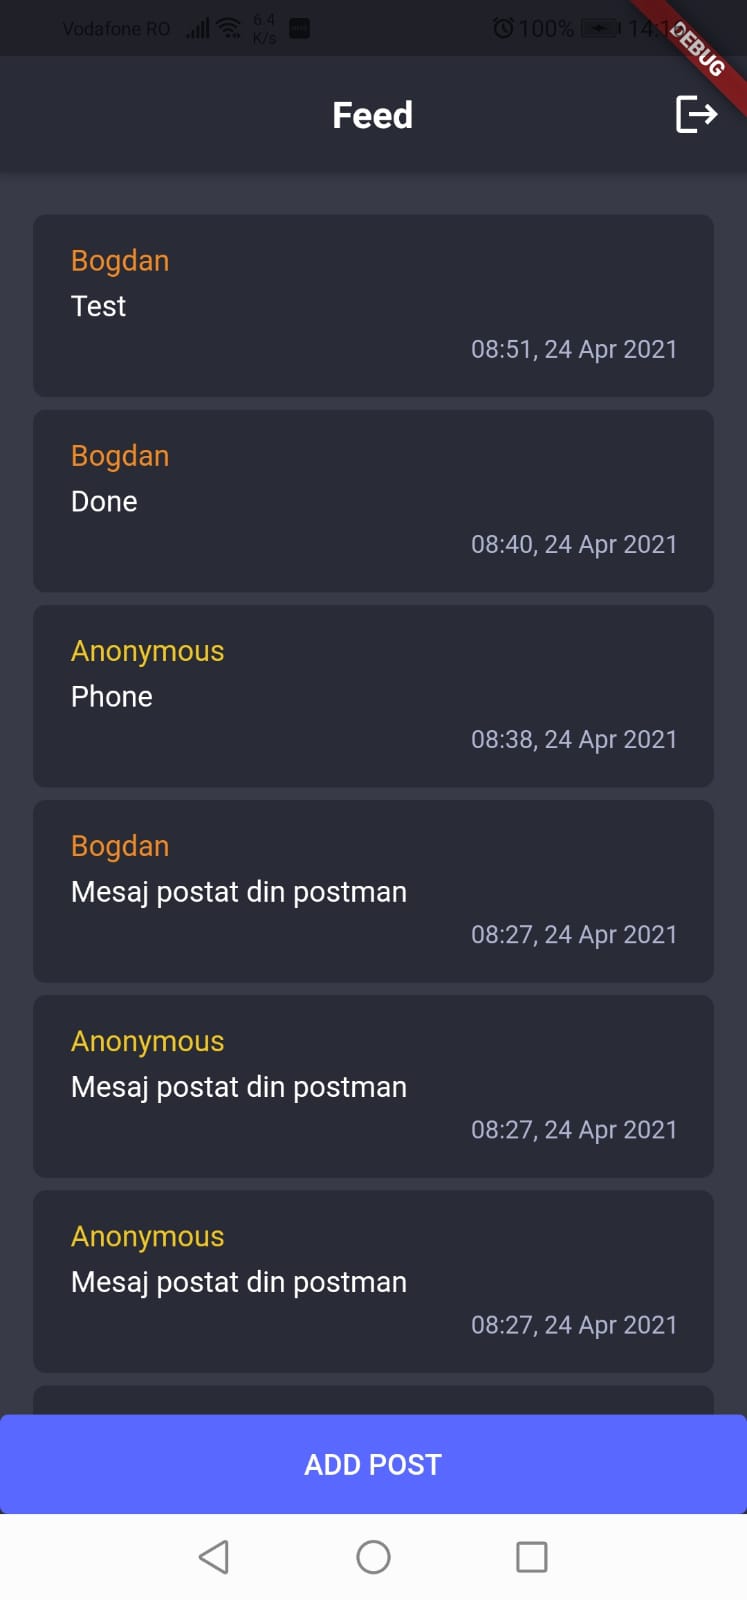 Vodafone RO 6.4 K/s 100%
DEBUG
Feed
Bogdan
Test
08:51, 24 Apr 2021
Bogdan
Done
08:40, 24 Apr 2021
Anonymous
Phone
08:38, 24 Apr 2021
Bogdan
Mesaj postat din postman
08:27, 24 Apr 2021
Anonymous
Mesaj postat din postman
08:27, 24 Apr 2021
Anonymous
Mesaj postat din postman
08:27, 24 Apr 2021
ADD POST